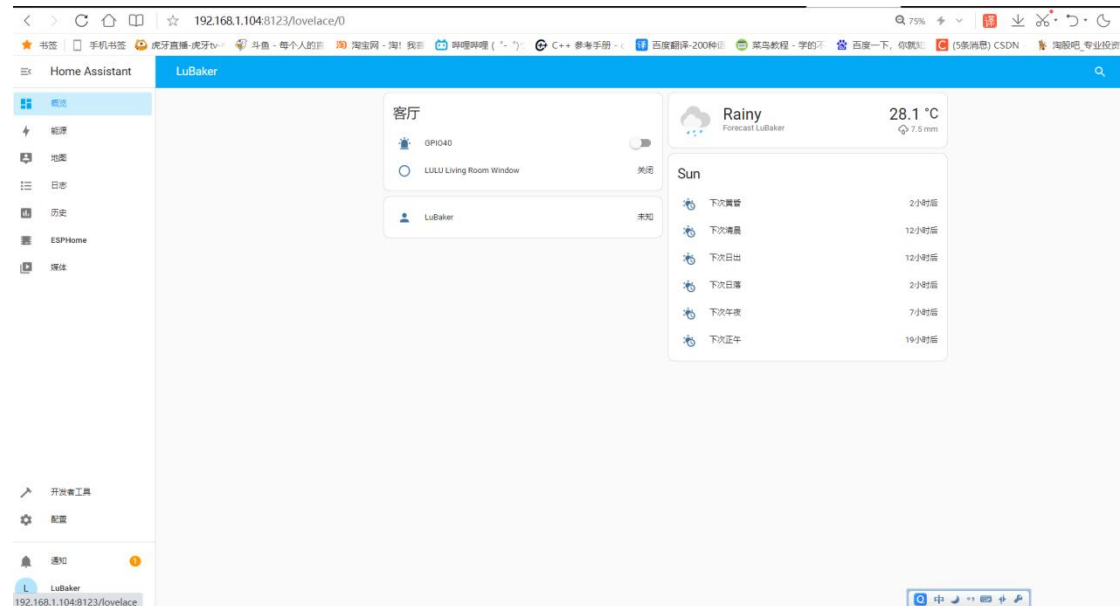 192.168.1.104:8123/lovelace/0
75%
译
书签 手机书签 虎牙直播-虎牙tv- 斗鱼 - 每个人的直 淘宝网 - 淘! 我喜 哔哩哔哩 ( ゜- ゜)つ C++ 参考手册 - c 百度翻译-200种语 菜鸟教程 - 学的不 百度一下，你就知 (5条消息) CSDN 淘股吧_专业投资
Home Assistant
LuBaker
概览
能源
地图
日志
历史
ESPHome
媒体
开发者工具
配置
通知
1
L
LuBaker
192.168.1.104:8123/lovelace
客厅
GPIO40
LULU Living Room Window 关闭
LuBaker 未知
Rainy 28.1 °C
Forecast LuBaker 7.5 mm
Sun
下次黄昏 2小时后
下次清晨 12小时后
下次日出 12小时后
下次日落 2小时后
下次午夜 7小时后
下次正午 19小时后
中